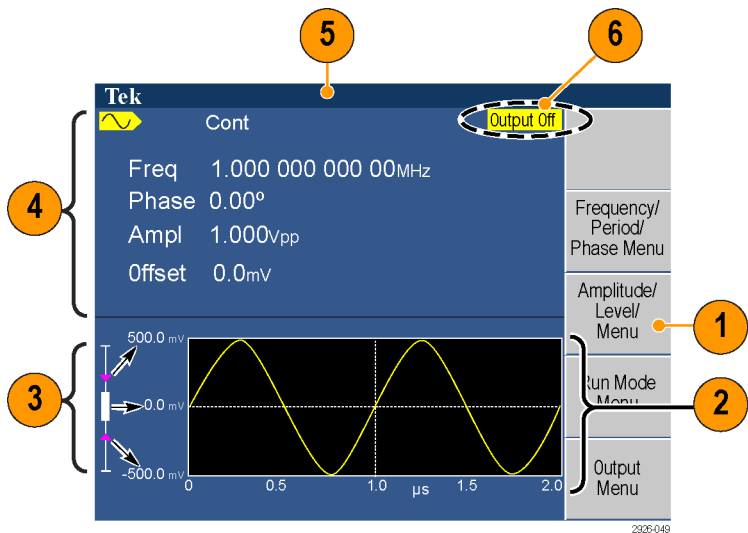 5
6
Tek
Cont
Output Off
Freq 1.000 000 000 00MHz
Phase 0.00º
Ampl 1.000Vpp
Offset 0.0mV
4
Frequency/
Period/
Phase Menu
Amplitude/
Level/
Menu
1
Run Mode
Menu
2
Output
Menu
3
500.0 mV
0.0 mV
-500.0 mV
0 0.5 1.0 µs 1.5 2.0
2926-049